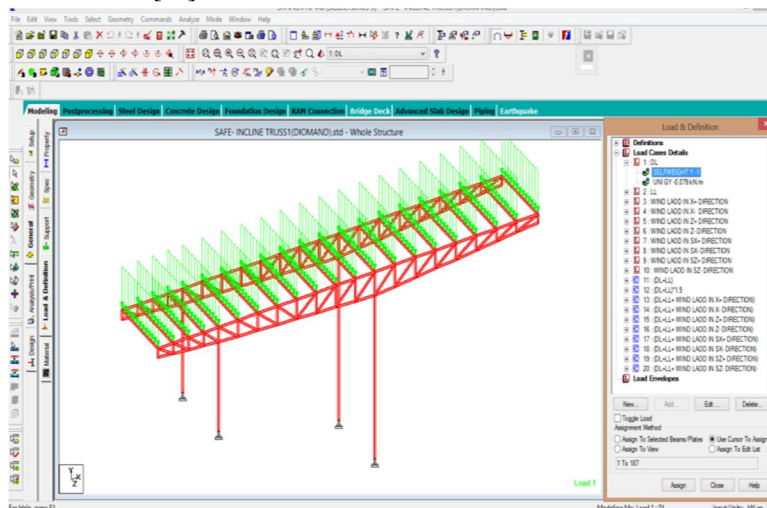 File Edit View Tools Select Geometry Commands Analyze Mode Window Help
1:DL
Modeling Postprocessing Steel Design Concrete Design Foundation Design RAM Connection Bridge Deck Advanced Slab Design Piping Earthquake
SAFE- INCLINE TRUSS1(DIOMAND).std - Whole Structure
Setup
Geometry
General
Analysis/Print
Design
Property
Spec
Support
Load & Definition
Material
Y
X
Z
Load 1
Load & Definition
Definitions
Load Cases Details
1 : DL
SELFWEIGHT Y -1
UNI GY -0.079 kN/m
2 : LL
3 : WIND LAOD IN X+ DIRECTION
4 : WIND LAOD IN X- DIRECTION
5 : WIND LAOD IN Z+ DIRECTION
6 : WIND LAOD IN Z- DIRECTION
7 : WIND LAOD IN SX+ DIRECTION
8 : WIND LAOD IN SX- DIRECTION
9 : WIND LAOD IN SZ+ DIRECTION
10 : WIND LAOD IN SZ- DIRECTION
11 : (DL+LL)
12 : (DL+LL)*1.5
13 : (DL+LL+ WIND LAOD IN X+ DIRECTION)
14 : (DL+LL+ WIND LAOD IN X- DIRECTION)
15 : (DL+LL+ WIND LAOD IN Z+ DIRECTION)
16 : (DL+LL+ WIND LAOD IN Z- DIRECTION)
17 : (DL+LL+ WIND LAOD IN SX+ DIRECTION)
18 : (DL+LL+ WIND LAOD IN SX- DIRECTION)
19 : (DL+LL+ WIND LAOD IN SZ+ DIRECTION)
20 : (DL+LL+ WIND LAOD IN SZ- DIRECTION)
Load Envelopes
New... Add... Edit... Delete...
Toggle Load
Assignment Method
Assign To Selected Beams/Plates Use Cursor To Assign
Assign To View Assign To Edit List
1 To 187
Assign Close Help